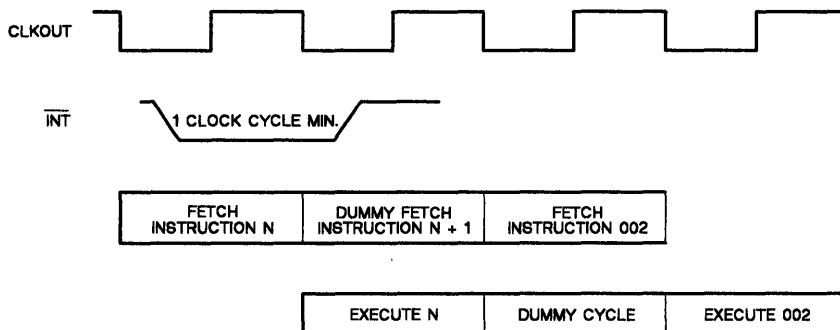 CLKOUT
INT
1 CLOCK CYCLE MIN.
FETCH
INSTRUCTION N
DUMMY FETCH
INSTRUCTION N + 1
FETCH
INSTRUCTION 002
EXECUTE N
DUMMY CYCLE
EXECUTE 002